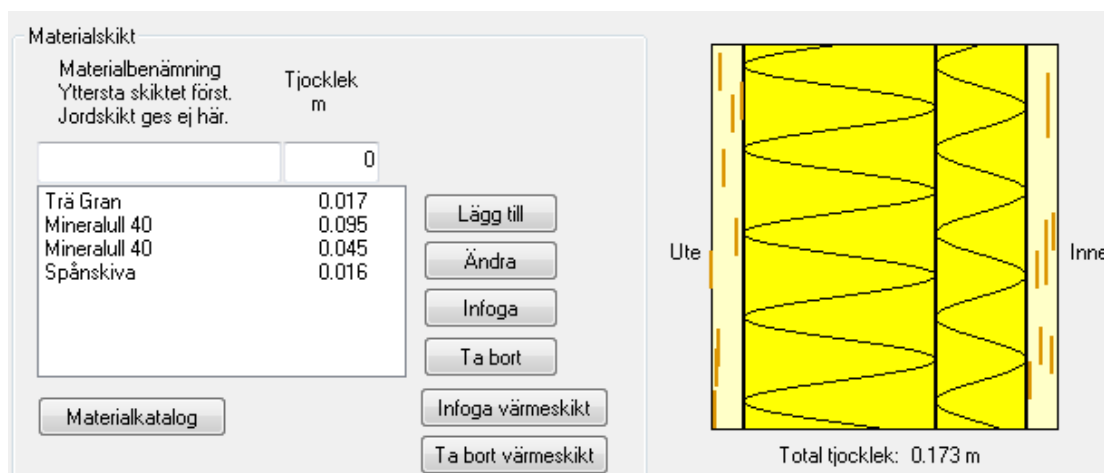 Materialskikt
Materialbenämning
Yttersta skiktet först.
Jordskikt ges ej här.
Tjocklek
m
0
Trä Gran 0.017
Mineralull 40 0.095
Mineralull 40 0.045
Spånskiva 0.016
Lägg till
Ändra
Infoga
Ta bort
Materialkatalog
Infoga värmeskikt
Ta bort värmeskikt
Ute
Inne
Total tjocklek: 0.173 m